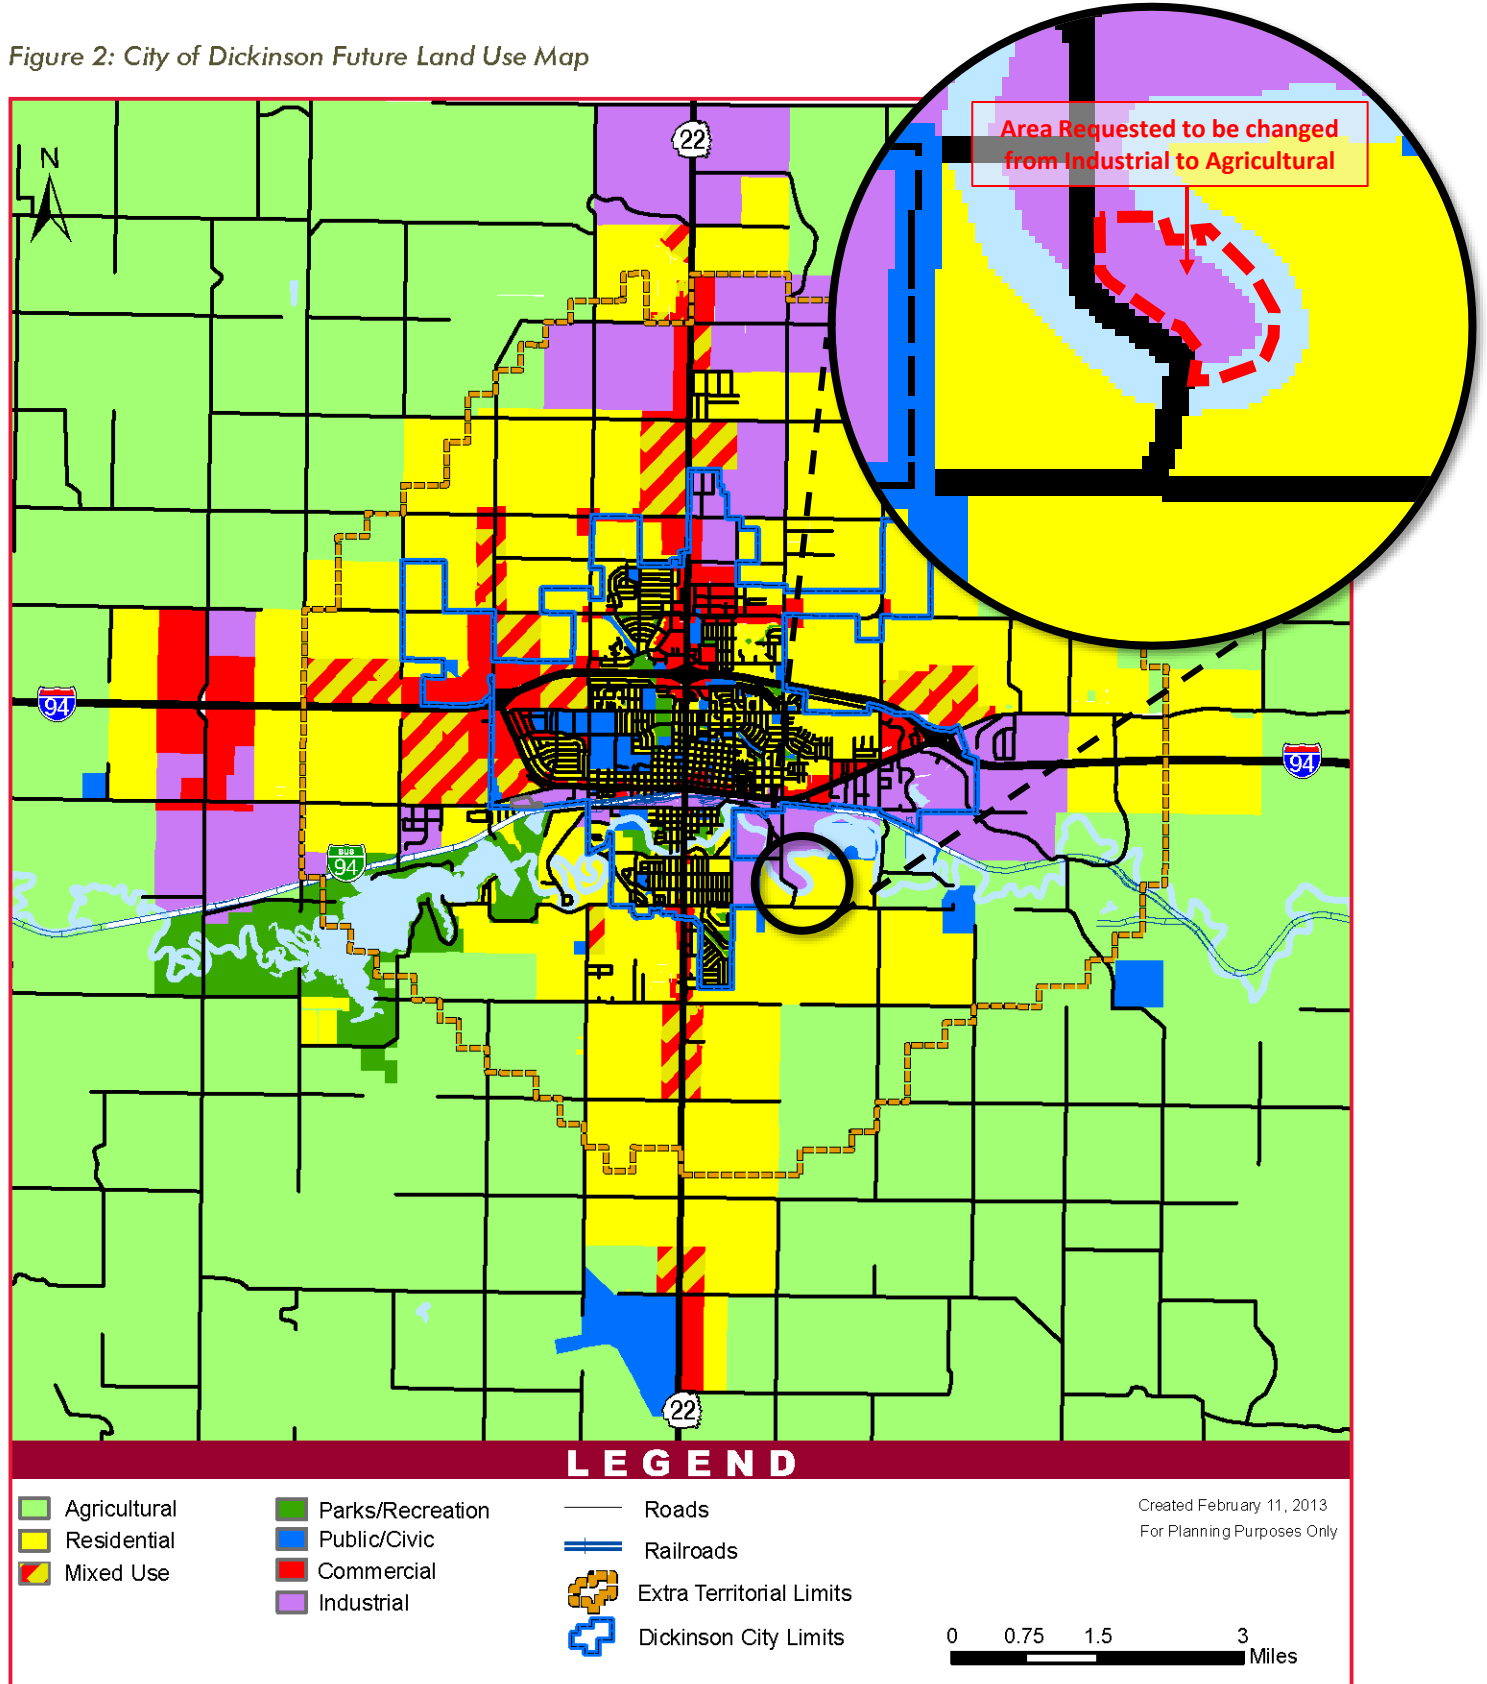 Figure 2: City of Dickinson Future Land Use Map
Area Requested to be changed
from Industrial to Agricultural
N
22
94
94
BUS
94
22
LEGEND
Agricultural
Residential
Mixed Use
Parks/Recreation
Public/Civic
Commercial
Industrial
Roads
Railroads
Extra Territorial Limits
Dickinson City Limits
Created February 11, 2013
For Planning Purposes Only
0 0.75 1.5 3
Miles